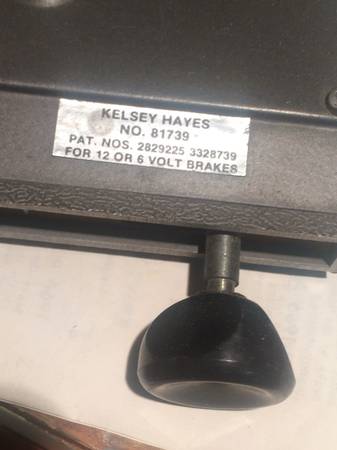 KELSEY HAYES
NO. 81739
PAT. NOS. 2829225 3328739
FOR 12 OR 6 VOLT BRAKES